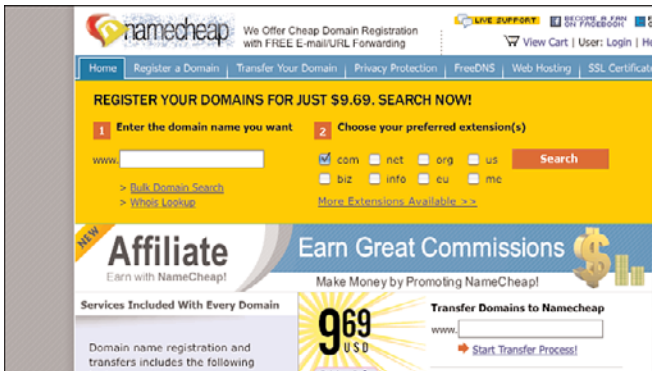 namecheap
We Offer Cheap Domain Registration
with FREE E-mail/URL Forwarding
LIVE SUPPORT
BECOME A FAN
ON FACEBOOK
View Cart | User: Login |
Home | Register a Domain | Transfer Your Domain | Privacy Protection | FreeDNS | Web Hosting | SSL Certificate
REGISTER YOUR DOMAINS FOR JUST $9.69. SEARCH NOW!
1 Enter the domain name you want
2 Choose your preferred extension(s)
www.
com net org us
Search
biz info eu me
> Bulk Domain Search
> Whois Lookup
More Extensions Available >>
NEW
Affiliate
Earn with NameCheap!
Earn Great Commissions
Make Money by Promoting NameCheap!
Services Included With Every Domain
Domain name registration and
transfers includes the following
969
USD
Transfer Domains to Namecheap
www.
Start Transfer Process!